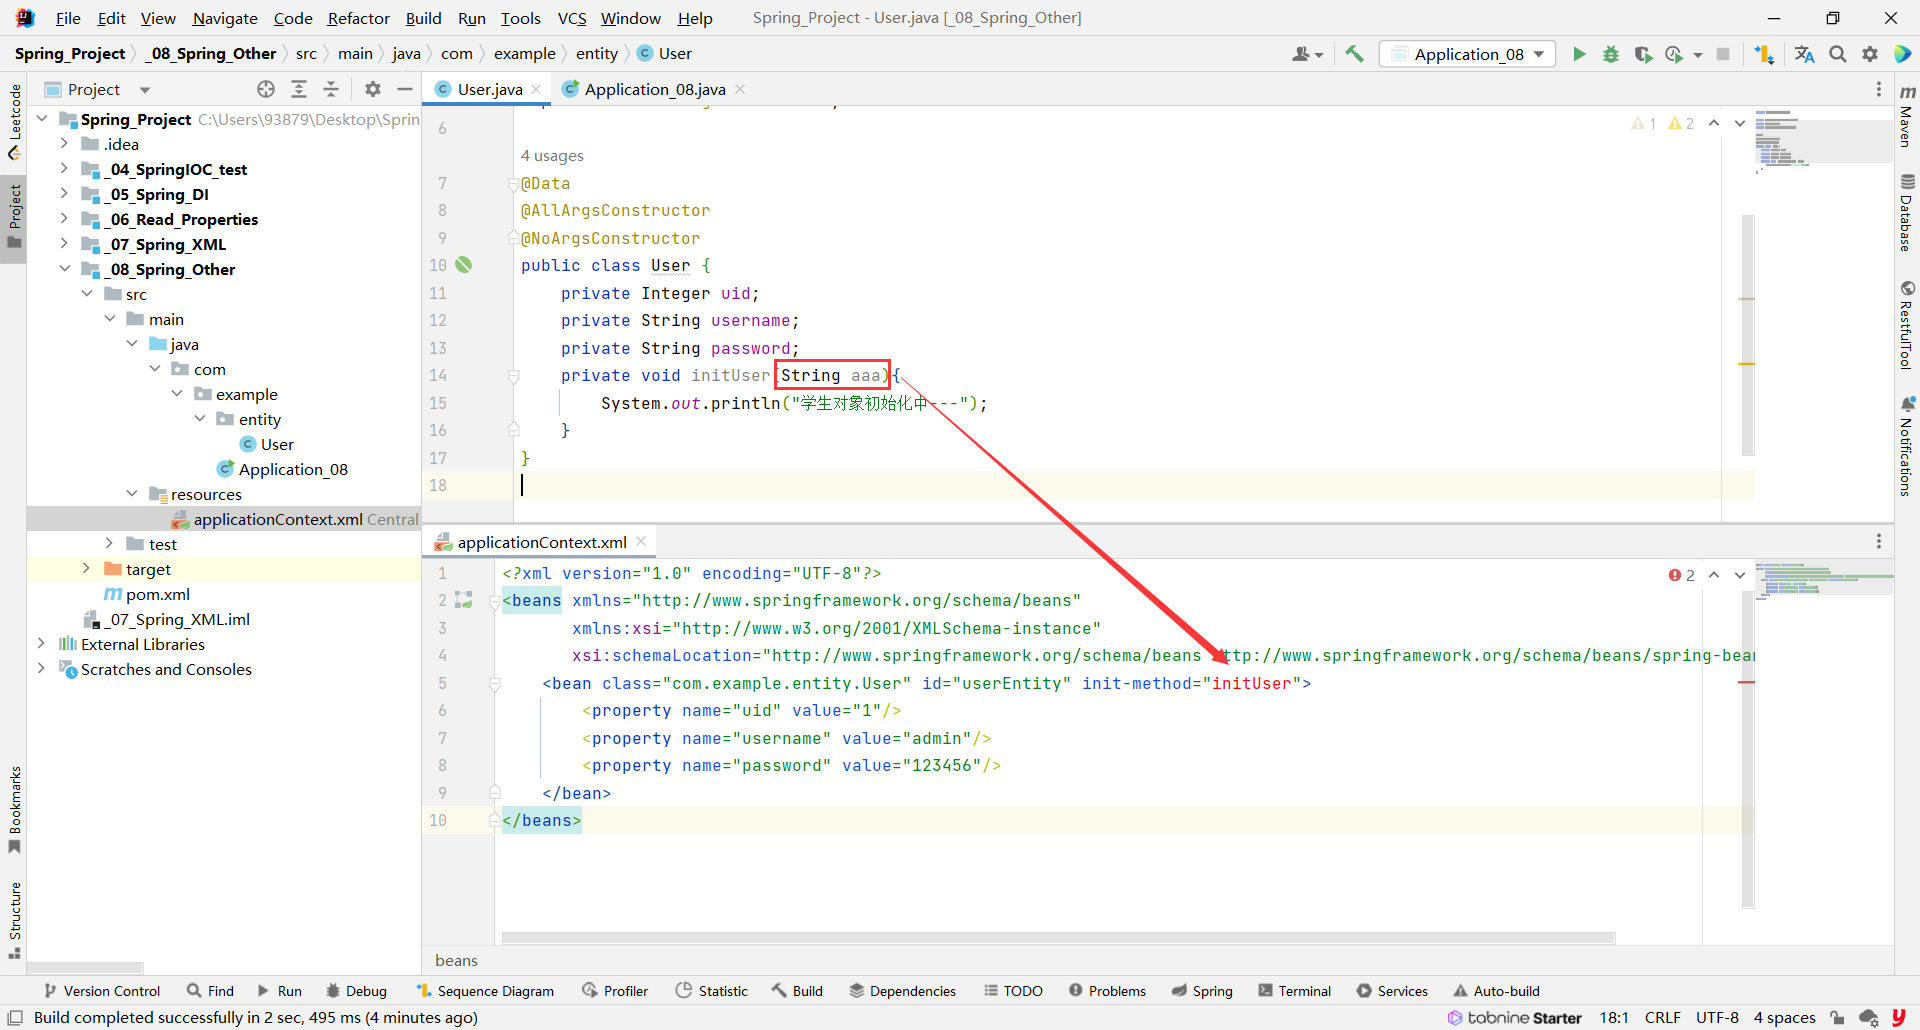 File Edit View Navigate Code Refactor Build Run Tools VCS Window Help Spring_Project - User.java [_08_Spring_Other]
Spring_Project _08_Spring_Other src main java com example entity User Application_08
Project User.java Application_08.java
Leetcode
Project
Bookmarks
Structure
Spring_Project C:\Users\93879\Desktop\Sprin
.idea
_04_SpringIOC_test
_05_Spring_DI
_06_Read_Properties
_07_Spring_XML
_08_Spring_Other
src
main
java
com
example
entity
User
Application_08
resources
applicationContext.xml Central
test
target
pom.xml
_07_Spring_XML.iml
External Libraries
Scratches and Consoles
1 2
6
4 usages
7 @Data
8 @AllArgsConstructor
9 @NoArgsConstructor
10 public class User {
11 private Integer uid;
12 private String username;
13 private String password;
14 private void initUser(String aaa){
15 System.out.println("学生对象初始化中---");
16 }
17 }
18
applicationContext.xml
2
1 <?xml version="1.0" encoding="UTF-8"?>
2 <beans xmlns="http://www.springframework.org/schema/beans"
3 xmlns:xsi="http://www.w3.org/2001/XMLSchema-instance"
4 xsi:schemaLocation="http://www.springframework.org/schema/beans ttp://www.springframework.org/schema/beans/spring-bean
5 <bean class="com.example.entity.User" id="userEntity" init-method="initUser">
6 <property name="uid" value="1"/>
7 <property name="username" value="admin"/>
8 <property name="password" value="123456"/>
9 </bean>
10 </beans>
beans
Maven
Database
RestfulTool
Notifications
Version Control Find Run Debug Sequence Diagram Profiler Statistic Build Dependencies TODO Problems Spring Terminal Services Auto-build
Build completed successfully in 2 sec, 495 ms (4 minutes ago) tabnine Starter 18:1 CRLF UTF-8 4 spaces